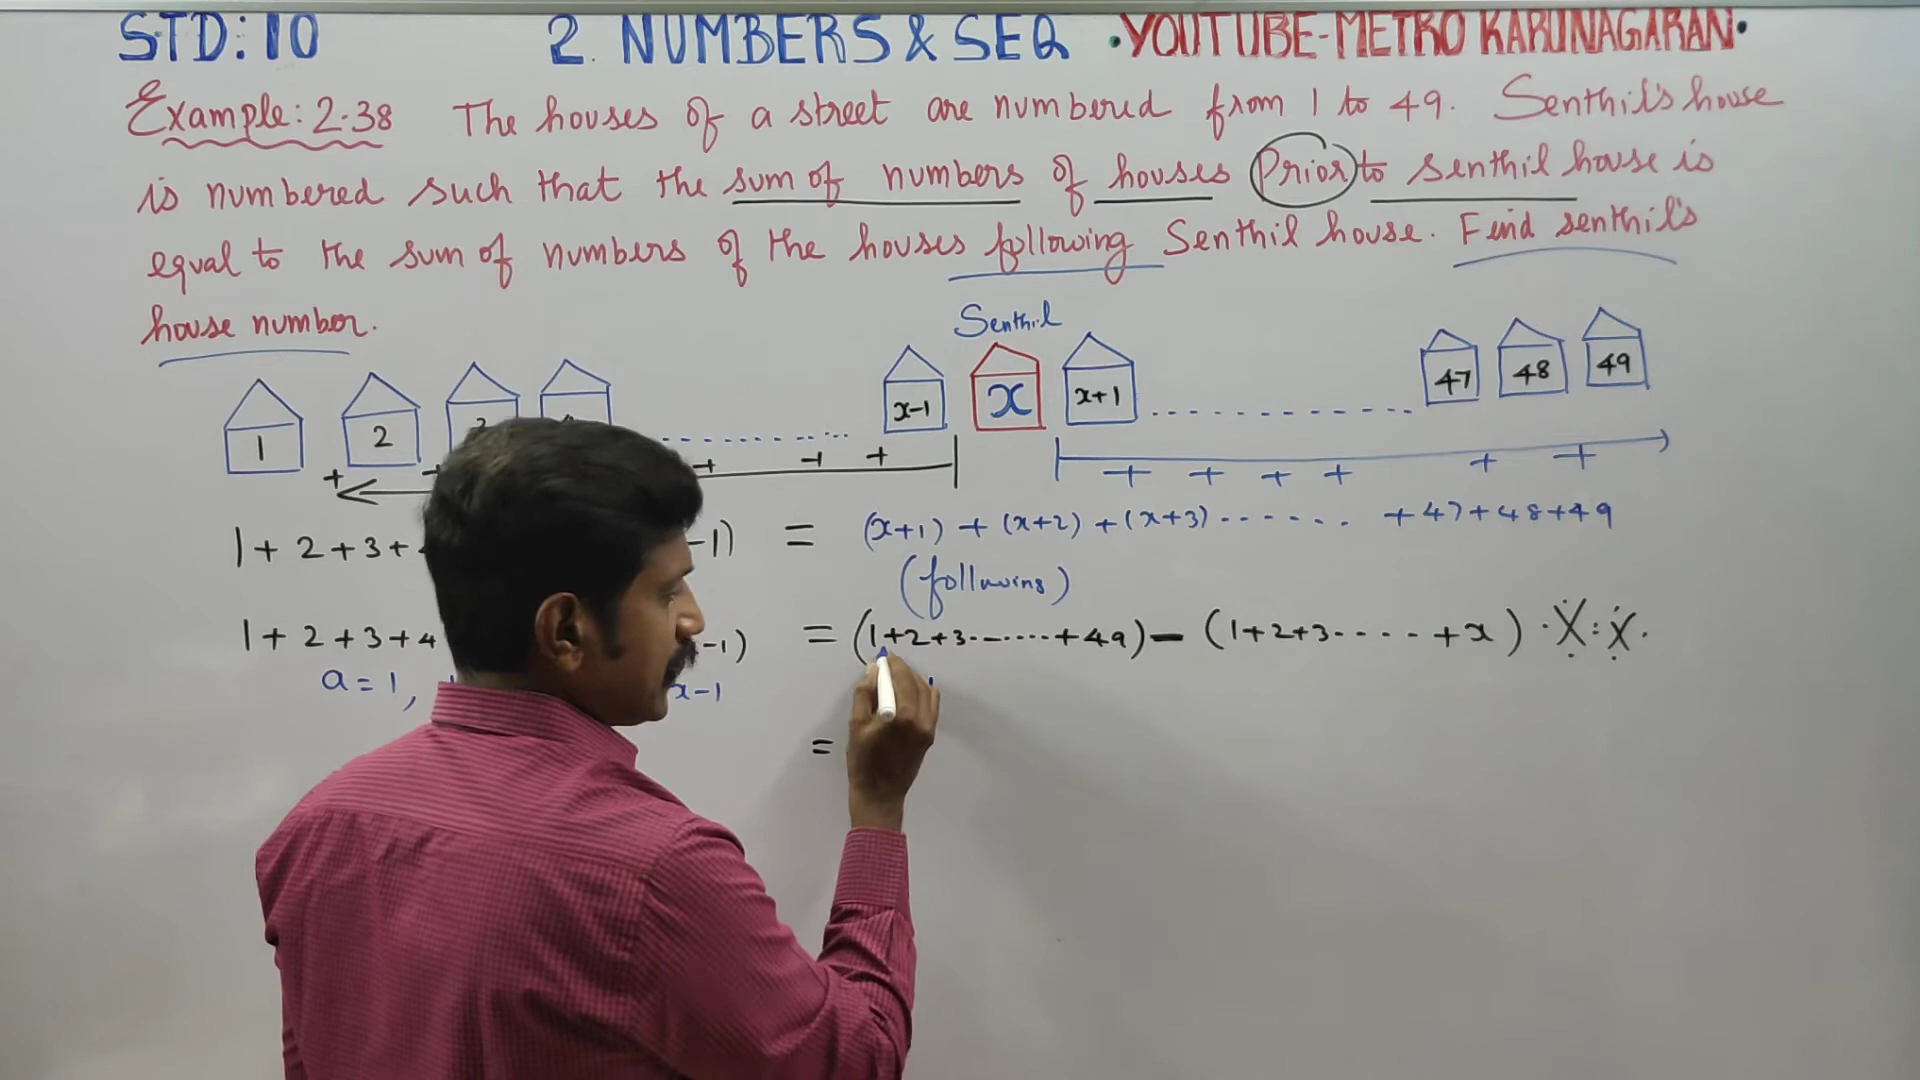 STD: 10 2. NUMBERS & SEQ •YOUTUBE-METRO KARUNAGARAN•
Example: 2.38 The houses of a street are numbered from 1 to 49. Senthil's house
is numbered such that the sum of numbers of houses Prior to senthil house is
equal to the sum of numbers of the houses following Senthil house. Find senthil's
house number.
Senthil
1 2 x-1 x x+1 ........... 47 48 49
+ + + + + + + + + +
1 + 2 + 3 + -1) = (x+1) + (x+2) + (x+3) ....... + 47 + 48 + 49
(following)
1 + 2 + 3 + 4 x-1) = (1+2+3-.......+49) - (1+2+3.....+x)
a = 1, x-1
=